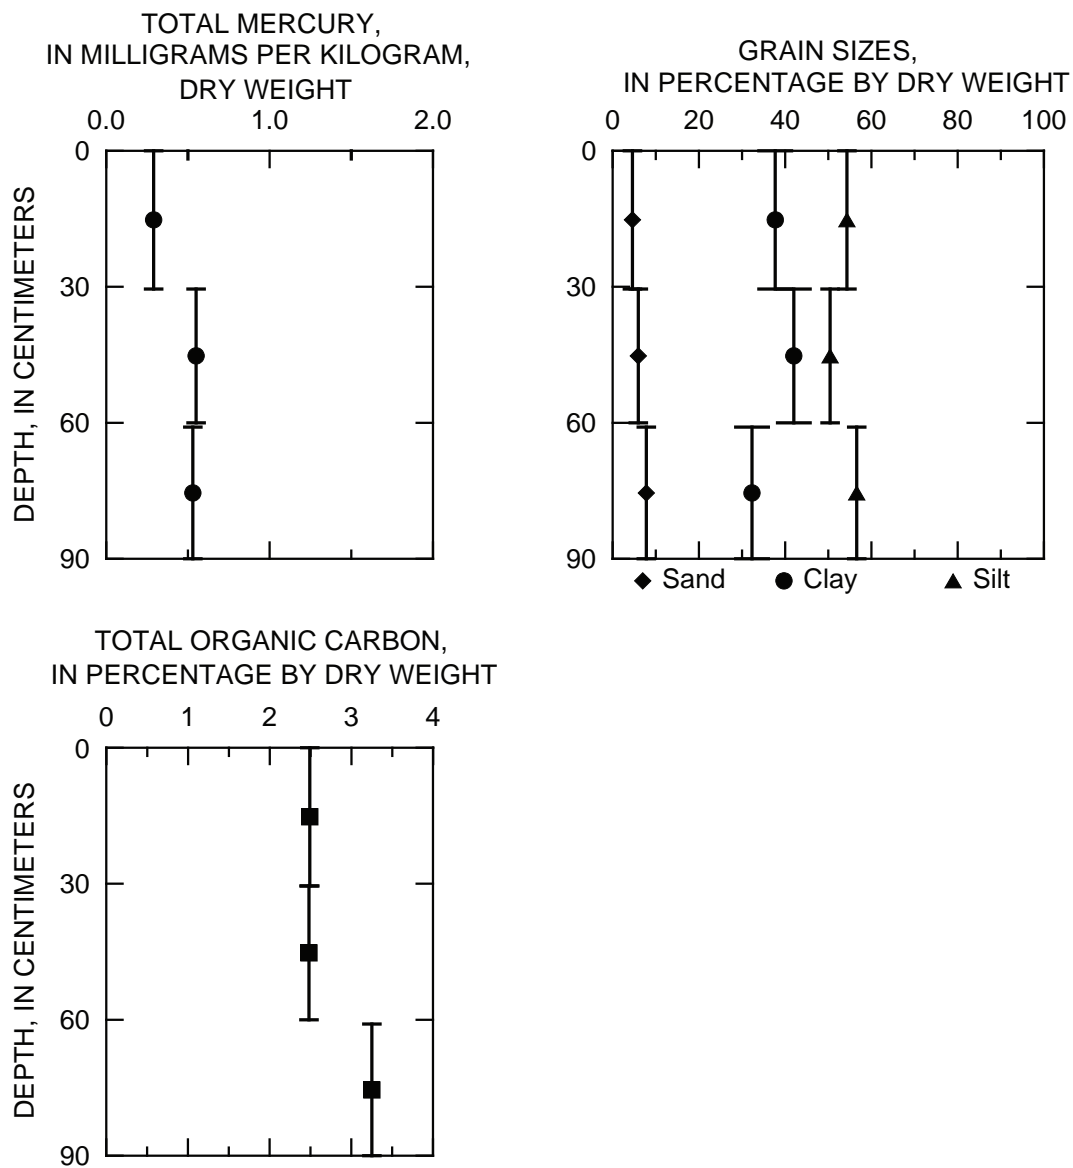 TOTAL MERCURY,
IN MILLIGRAMS PER KILOGRAM,
DRY WEIGHT
0.0 1.0 2.0
0
30
60
90
DEPTH, IN CENTIMETERS
GRAIN SIZES,
IN PERCENTAGE BY DRY WEIGHT
0 20 40 60 80 100
0
30
60
90
Sand Clay Silt
TOTAL ORGANIC CARBON,
IN PERCENTAGE BY DRY WEIGHT
0 1 2 3 4
0
30
60
90
DEPTH, IN CENTIMETERS